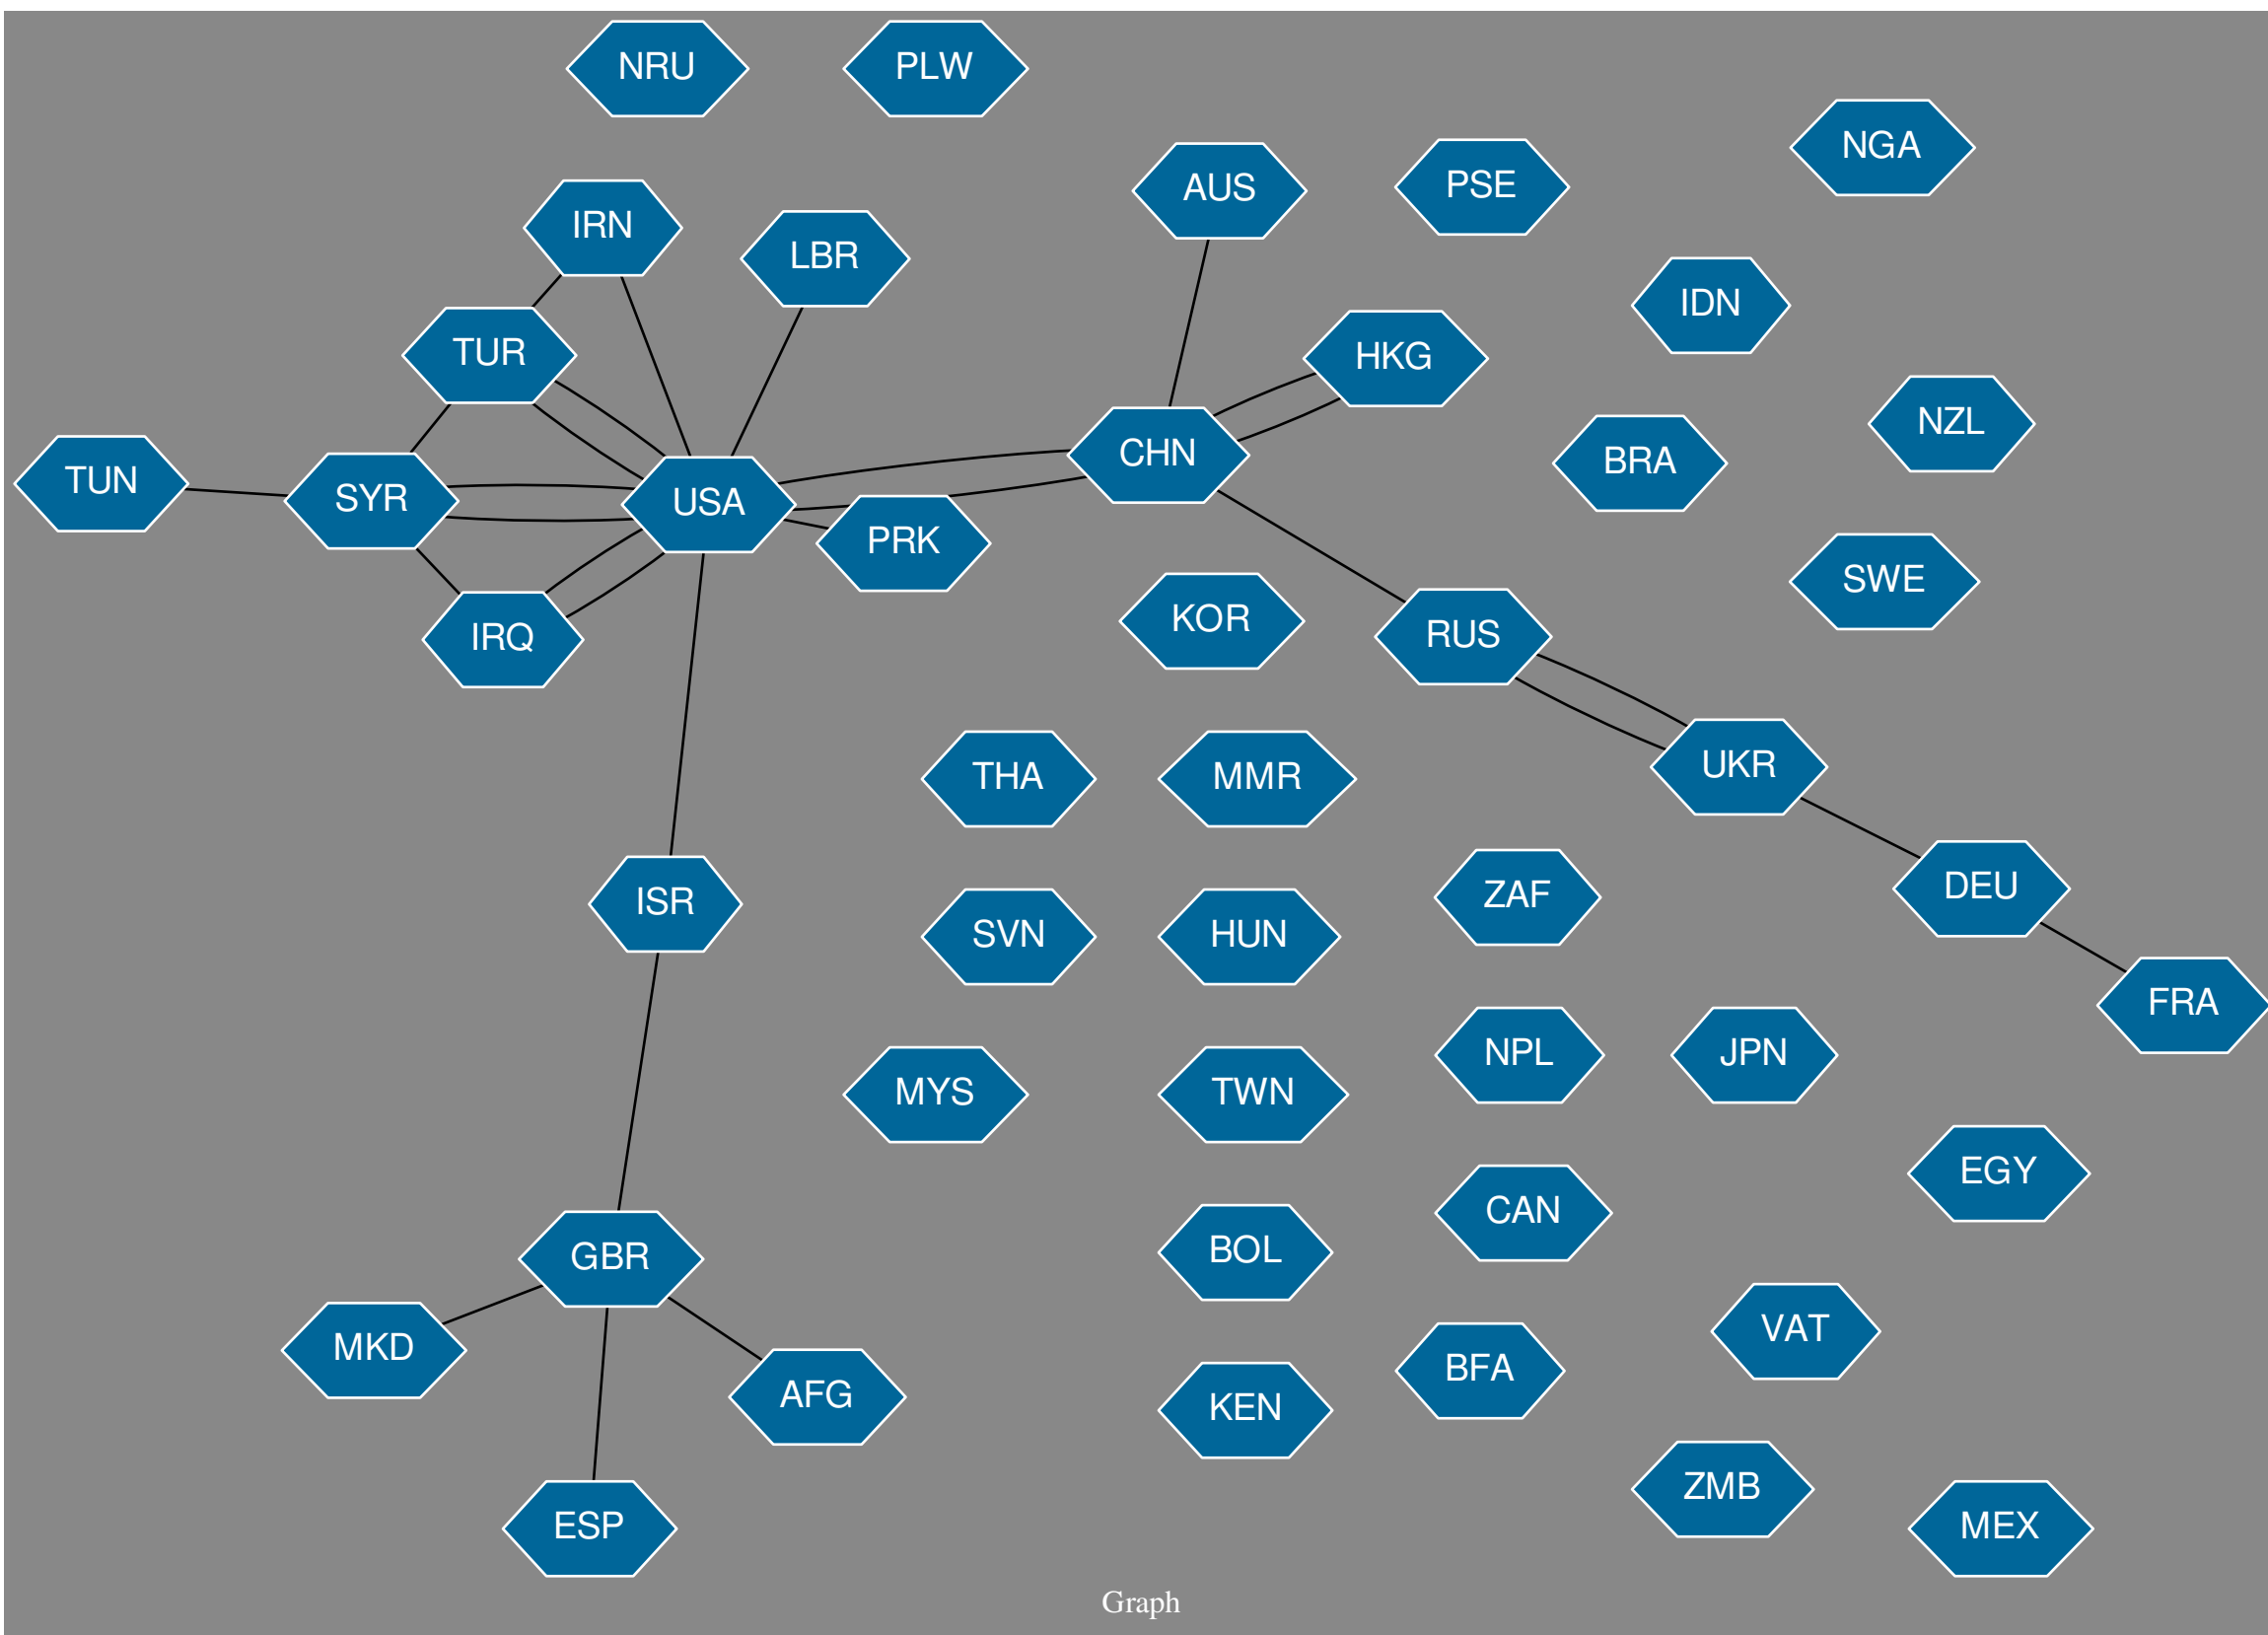 NRU
PLW
NGA
AUS
PSE
IRN
LBR
IDN
TUR
HKG
NZL
CHN
BRA
TUN
SYR
USA
PRK
SWE
KOR
RUS
IRQ
THA
MMR
UKR
ISR
SVN
HUN
ZAF
DEU
FRA
MYS
TWN
NPL
JPN
EGY
GBR
BOL
CAN
VAT
MKD
AFG
KEN
BFA
ZMB
ESP
MEX
Graph